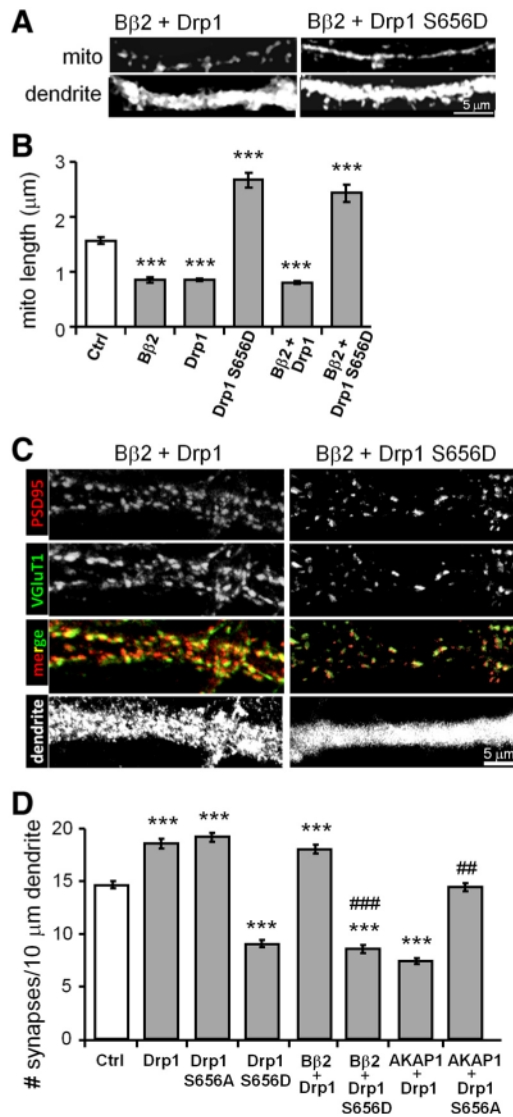 A
Bβ2 + Drp1
Bβ2 + Drp1 S656D
mito
dendrite
5 μm
B
mito length (μm)
3
2
1
0
***
***
***
***
***
Ctrl
Bβ2
Drp1
Drp1 S656D
Bβ2 +
Drp1
Bβ2 +
Drp1 S656D
C
Bβ2 + Drp1
Bβ2 + Drp1 S656D
PSD95
VGluT1
merge
dendrite
5 μm
D
# synapses/10 μm dendrite
20
15
10
5
0
***
***
***
***
###
***
***
##
Ctrl
Drp1
Drp1
S656A
Drp1
S656D
Bβ2
+
Drp1
Bβ2
+
Drp1
S656D
AKAP1
+
Drp1
AKAP1
+
Drp1
S656A